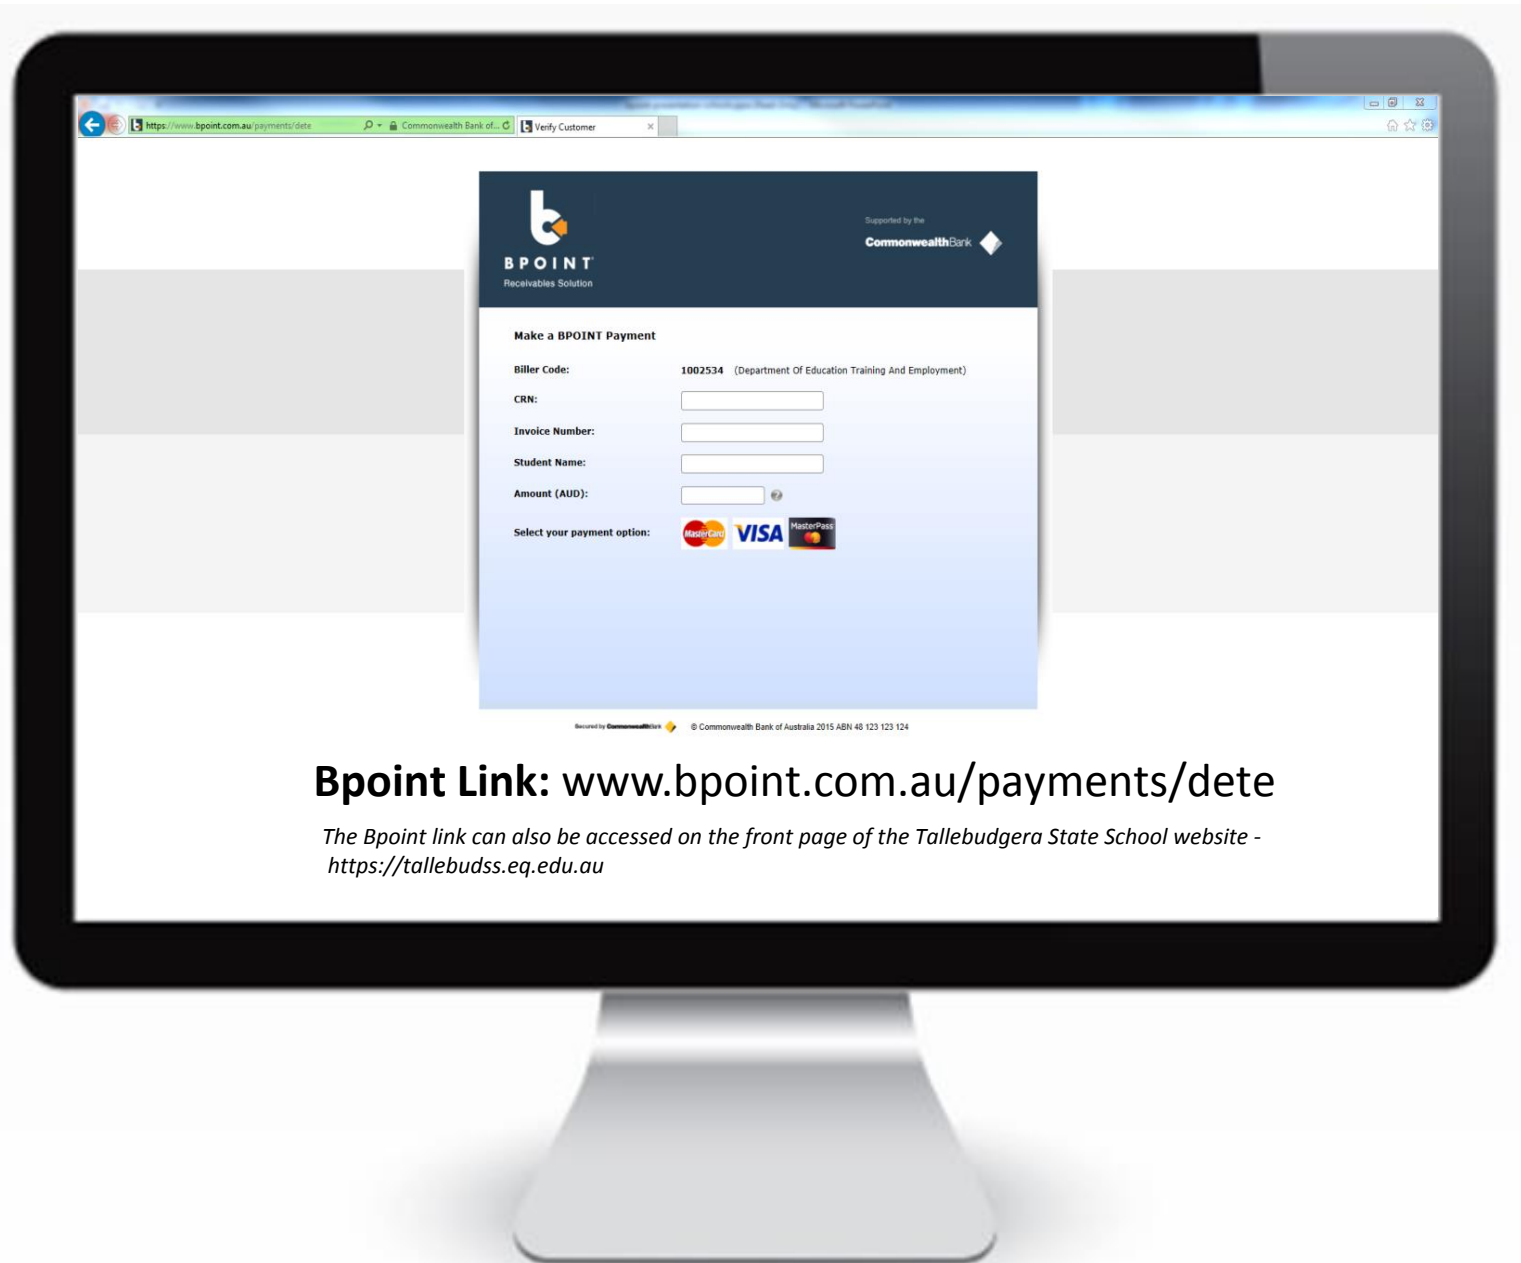 https://www.bpoint.com.au/payments/dete
Commonwealth Bank of...
Verify Customer
b
BPOINT
Receivables Solution
Supported by the
CommonwealthBank
Make a BPOINT Payment
Biller Code: 1002534 (Department Of Education Training And Employment)
CRN:
Invoice Number:
Student Name:
Amount (AUD): ?
Select your payment option: MasterCard VISA MasterPass
Secured by CommonwealthBank © Commonwealth Bank of Australia 2015 ABN 48 123 123 124
Bpoint Link: www.bpoint.com.au/payments/dete
The Bpoint link can also be accessed on the front page of the Tallebudgera State School website -
https://tallebudss.eq.edu.au